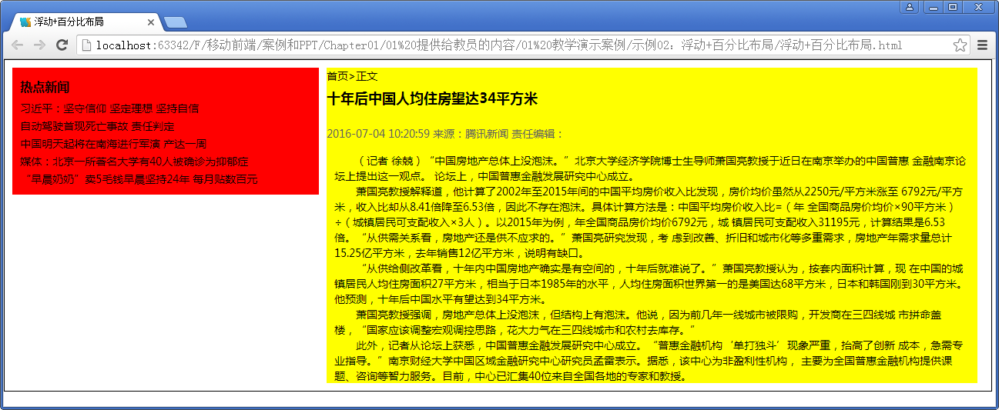 浮动+百分比布局
localhost:63342/F/移动前端/案例和PPT/Chapter01/01%20提供给教员的内容/01%20教学演示案例/示例02：浮动+百分比布局/浮动+百分比布局.html
热点新闻
习近平：坚守信仰 坚定理想 坚持自信
自动驾驶首现死亡事故 责任判定
中国明天起将在南海进行军演 产达一周
媒体：北京一所著名大学有40人被确诊为抑郁症
“早晨奶奶”卖5毛钱早晨坚持24年 每月贴数百元
首页>正文
十年后中国人均住房望达34平方米
2016-07-04 10:20:59 来源：腾讯新闻 责任编辑：
（记者 徐兢）“中国房地产总体上没泡沫。”北京大学经济学院博士生导师萧国亮教授于近日在南京举办的中国普惠 金融南京论
坛上提出这一观点。 论坛上，中国普惠金融发展研究中心成立。
萧国亮教授解释道，他计算了2002年至2015年间的中国平均房价收入比发现，房价均价虽然从2250元/平方米涨至 6792元/平方
米，收入比却从8.41倍降至6.53倍，因此不存在泡沫。具体计算方法是：中国平均房价收入比=（年 全国商品房价均价×90平方米）
÷（城镇居民可支配收入×3人）。以2015年为例，年全国商品房价均价6792元，城 镇居民可支配收入31195元，计算结果是6.53
倍。“从供需关系看，房地产还是供不应求的。”萧国亮研究发现，考 虑到改善、折旧和城市化等多重需求，房地产年需求量总计
15.25亿平方米，去年销售12亿平方米，说明有缺口。
“从供给侧改革看，十年内中国房地产确实是有空间的，十年后就难说了。”萧国亮教授认为，按套内面积计算，现 在中国的城
镇居民人均住房面积27平方米，相当于日本1985年的水平，人均住房面积世界第一的是美国达68平方米，日本和韩国刚到30平方米。
他预测，十年后中国水平有望达到34平方米。
萧国亮教授强调，房地产总体上没泡沫，但结构上有泡沫。他说，因为前几年一线城市被限购，开发商在三四线城 市拼命盖
楼，“国家应该调整宏观调控思路，花大力气在三四线城市和农村去库存。”
此外，记者从论坛上获悉，中国普惠金融发展研究中心成立。“普惠金融机构‘单打独斗’现象严重，抬高了创新 成本，急需专
业指导。”南京财经大学中国区域金融研究中心研究员孟雷表示。据悉，该中心为非盈利性机构， 主要为全国普惠金融机构提供课
题、咨询等智力服务。目前，中心已汇集40位来自全国各地的专家和教授。